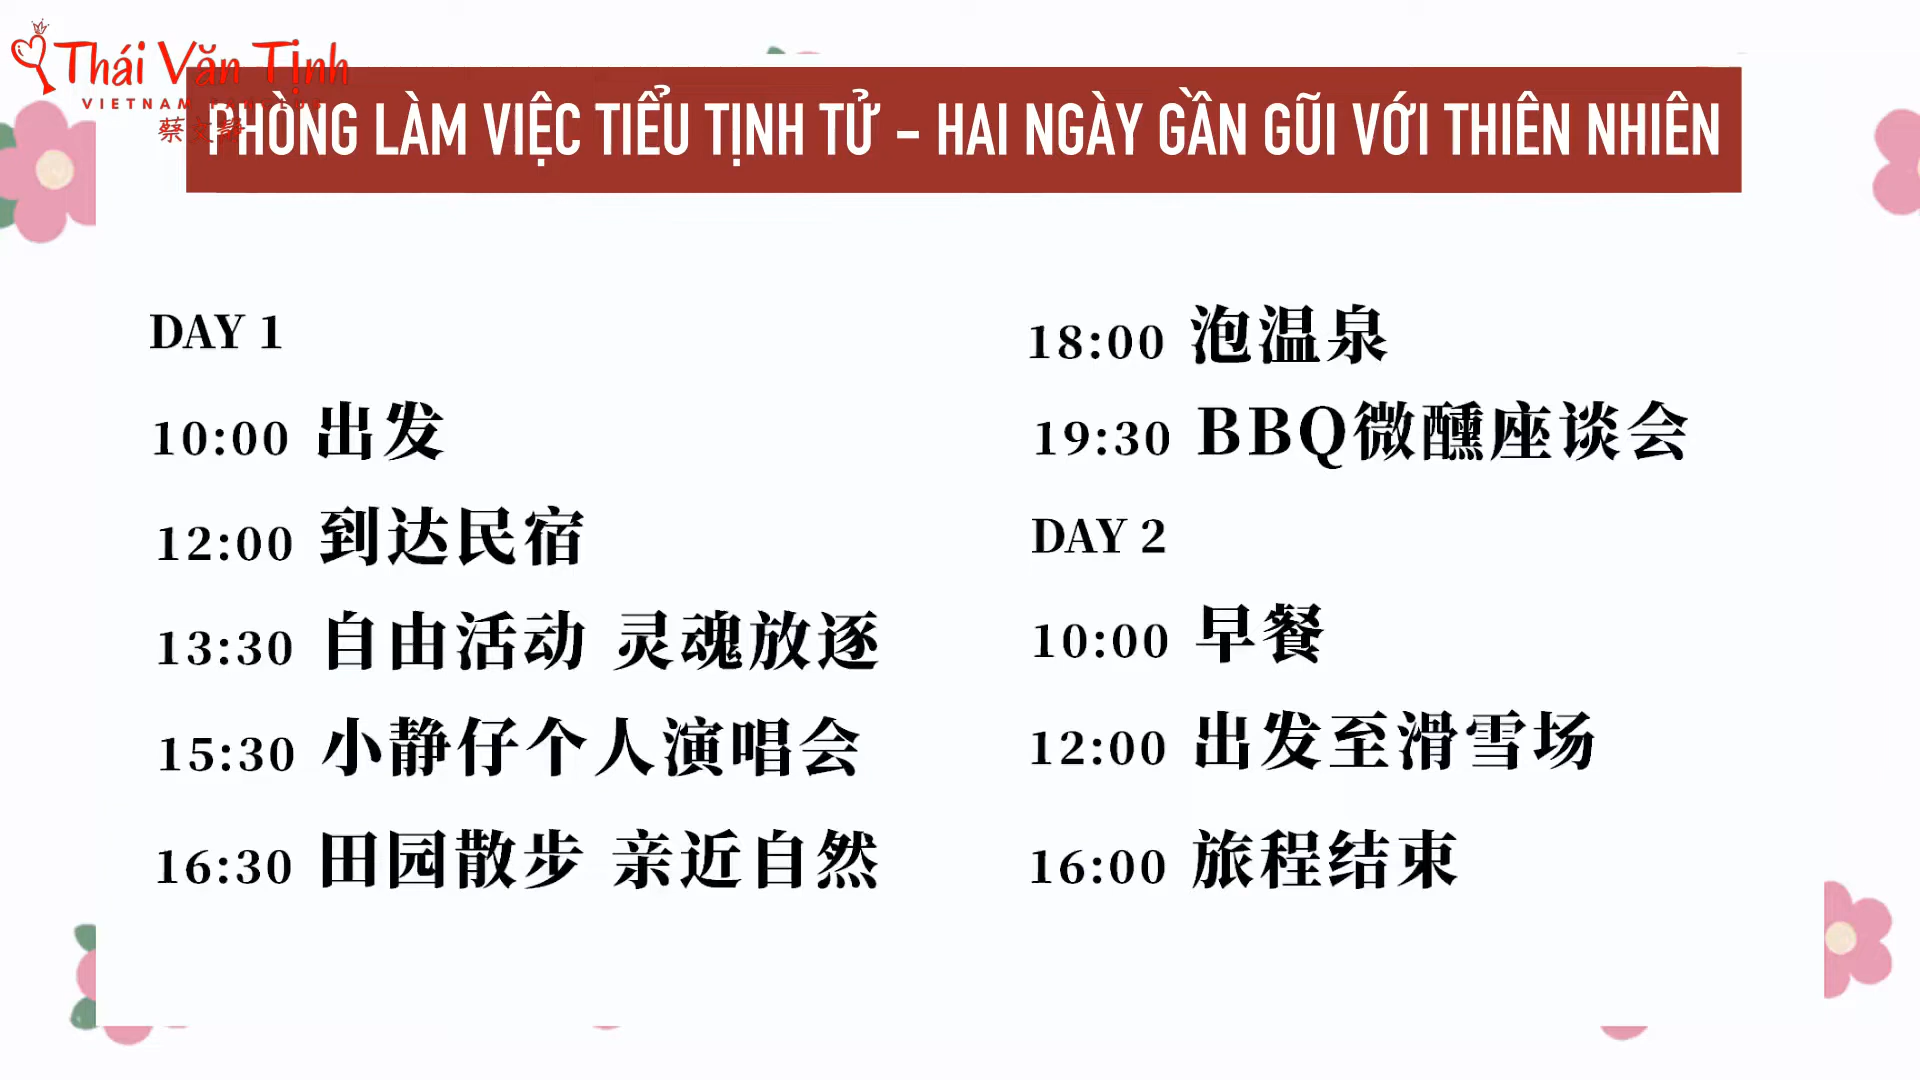 Thái Văn Tịnh
VIETNAM FANCLUB
蔡文静
PHÒNG LÀM VIỆC TIỂU TỊNH TỬ - HAI NGÀY GẦN GŨI VỚI THIÊN NHIÊN
DAY 1
10:00 出发
12:00 到达民宿
13:30 自由活动 灵魂放逐
15:30 小静仔个人演唱会
16:30 田园散步 亲近自然
18:00 泡温泉
19:30 BBQ微醺座谈会
DAY 2
10:00 早餐
12:00 出发至滑雪场
16:00 旅程结束